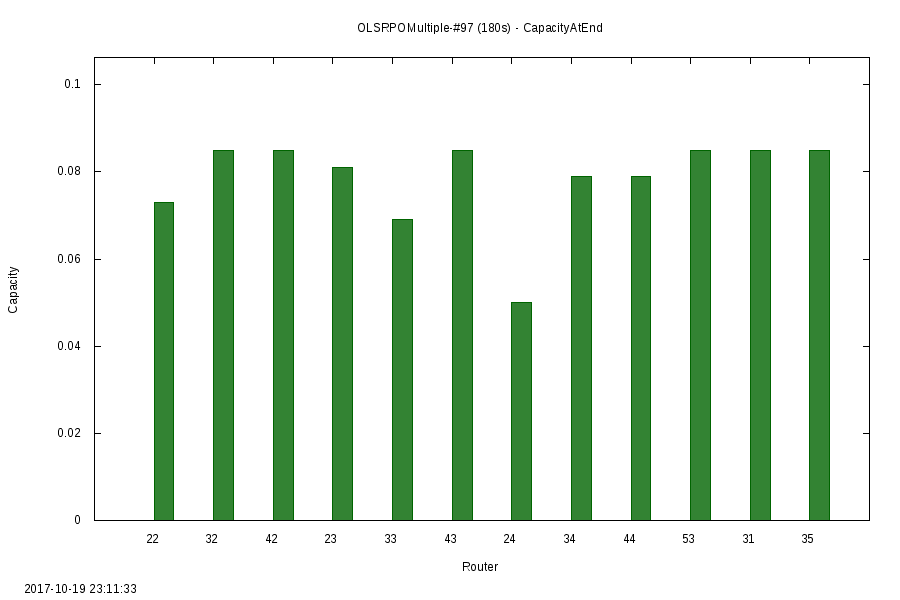 OLSRPOMultiple-#97 (180s) - CapacityAtEnd
0.1
0.08
0.06
0.04
0.02
0
Capacity
22 32 42 23 33 43 24 34 44 53 31 35
Router
2017-10-19 23:11:33